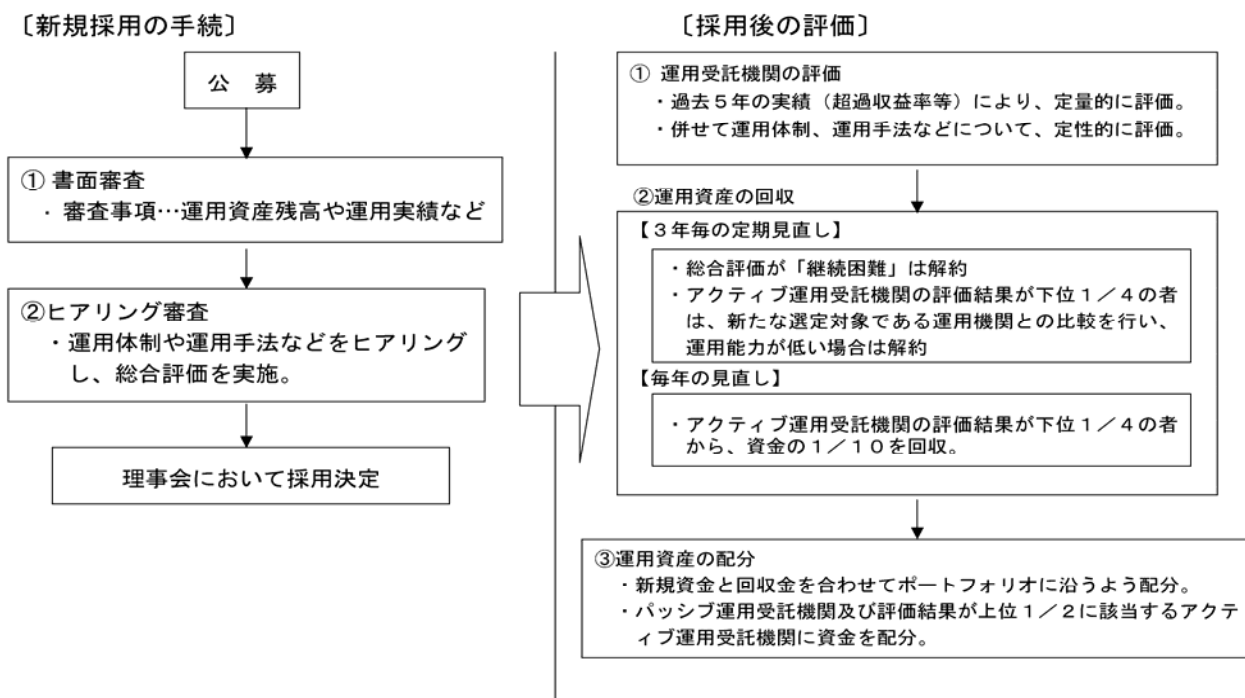 〔新規採用の手続〕
公　募
① 書面審査
・ 審査事項…運用資産残高や運用実績など
②ヒアリング審査
・運用体制や運用手法などをヒアリング
し、総合評価を実施。
理事会において採用決定
〔採用後の評価〕
① 運用受託機関の評価
・過去５年の実績（超過収益率等）により、定量的に評価。
・併せて運用体制、運用手法などについて、定性的に評価。
②運用資産の回収
【３年毎の定期見直し】
・総合評価が「継続困難」は解約
・アクティブ運用受託機関の評価結果が下位１／４の者
は、新たな選定対象である運用機関との比較を行い、
運用能力が低い場合は解約
【毎年の見直し】
・アクティブ運用受託機関の評価結果が下位１／４の者
から、資金の１／１０を回収。
③運用資産の配分
・新規資金と回収金を合わせてポートフォリオに沿うよう配分。
・パッシブ運用受託機関及び評価結果が上位１／２に該当するアクテ
ィブ運用受託機関に資金を配分。